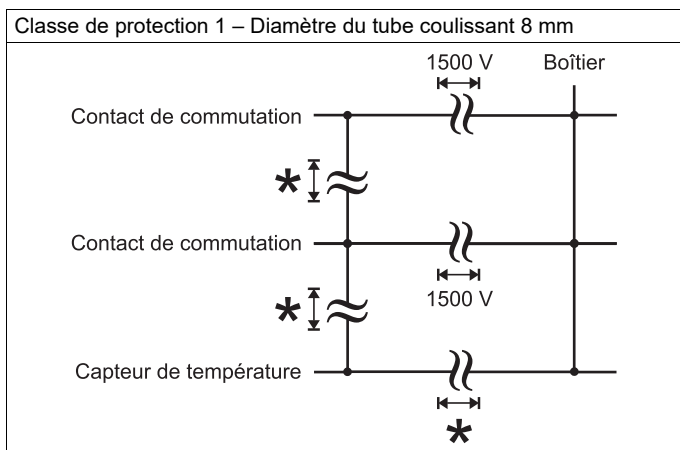 Classe de protection 1 – Diamètre du tube coulissant 8 mm
1500 V Boîtier
Contact de commutation
*
Contact de commutation
1500 V
*
Capteur de température
*